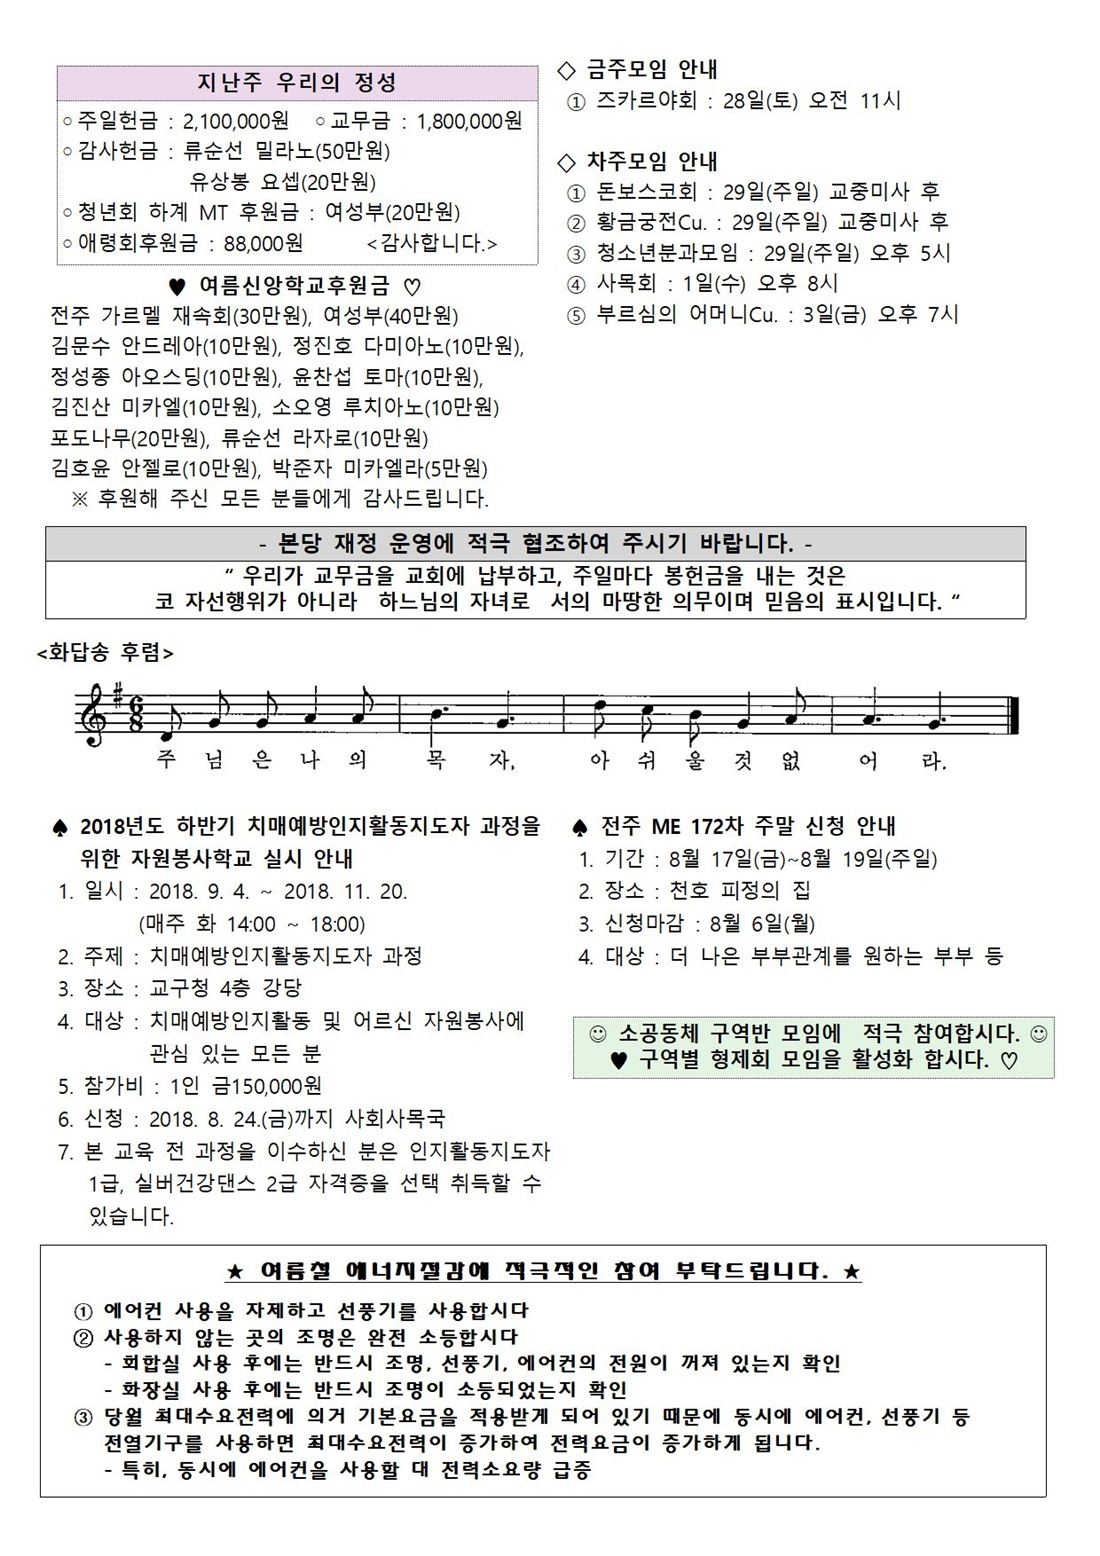 지난주 우리의 정성
○ 주일헌금 : 2,100,000원 ○ 교무금 : 1,800,000원
○ 감사헌금 : 류순선 밀라노(50만원)
유상봉 요셉(20만원)
○ 청년회 하계 MT 후원금 : 여성부(20만원)
○ 애령회후원금 : 88,000원 <감사합니다.>
♥ 여름신앙학교후원금 ♡
전주 가르멜 재속회(30만원), 여성부(40만원)
김문수 안드레아(10만원), 정진호 다미아노(10만원),
정성종 아오스딩(10만원), 윤찬섭 토마(10만원),
김진산 미카엘(10만원), 소오영 루치아노(10만원)
포도나무(20만원), 류순선 라자로(10만원)
김호윤 안젤로(10만원), 박준자 미카엘라(5만원)
※ 후원해 주신 모든 분들에게 감사드립니다.
◇ 금주모임 안내
① 즈카르야회 : 28일(토) 오전 11시
◇ 차주모임 안내
① 돈보스코회 : 29일(주일) 교중미사 후
② 황금궁전Cu. : 29일(주일) 교중미사 후
③ 청소년분과모임 : 29일(주일) 오후 5시
④ 사목회 : 1일(수) 오후 8시
⑤ 부르심의 어머니Cu. : 3일(금) 오후 7시
- 본당 재정 운영에 적극 협조하여 주시기 바랍니다. -
“ 우리가 교무금을 교회에 납부하고, 주일마다 봉헌금을 내는 것은
코 자선행위가 아니라 하느님의 자녀로 서의 마땅한 의무이며 믿음의 표시입니다. “
<화답송 후렴>
6
8
주 님 은 나 의 목 자. 아 쉬 울 것 없 어 라.
♠ 2018년도 하반기 치매예방인지활동지도자 과정을
위한 자원봉사학교 실시 안내
1. 일시 : 2018. 9. 4. ~ 2018. 11. 20.
(매주 화 14:00 ~ 18:00)
2. 주제 : 치매예방인지활동지도자 과정
3. 장소 : 교구청 4층 강당
4. 대상 : 치매예방인지활동 및 어르신 자원봉사에
관심 있는 모든 분
5. 참가비 : 1인 금150,000원
6. 신청 : 2018. 8. 24.(금)까지 사회사목국
7. 본 교육 전 과정을 이수하신 분은 인지활동지도자
1급, 실버건강댄스 2급 자격증을 선택 취득할 수
있습니다.
♠ 전주 ME 172차 주말 신청 안내
1. 기간 : 8월 17일(금)~8월 19일(주일)
2. 장소 : 천호 피정의 집
3. 신청마감 : 8월 6일(월)
4. 대상 : 더 나은 부부관계를 원하는 부부 등
☺ 소공동체 구역반 모임에 적극 참여합시다. ☺
♥ 구역별 형제회 모임을 활성화 합시다. ♡
★ 여름철 에너지절감에 적극적인 참여 부탁드립니다. ★
① 에어컨 사용을 자제하고 선풍기를 사용합시다
② 사용하지 않는 곳의 조명은 완전 소등합시다
- 회합실 사용 후에는 반드시 조명, 선풍기, 에어컨의 전원이 꺼져 있는지 확인
- 화장실 사용 후에는 반드시 조명이 소등되었는지 확인
③ 당월 최대수요전력에 의거 기본요금을 적용받게 되어 있기 때문에 동시에 에어컨, 선풍기 등
전열기구를 사용하면 최대수요전력이 증가하여 전력요금이 증가하게 됩니다.
- 특히, 동시에 에어컨을 사용할 대 전력소요량 급증